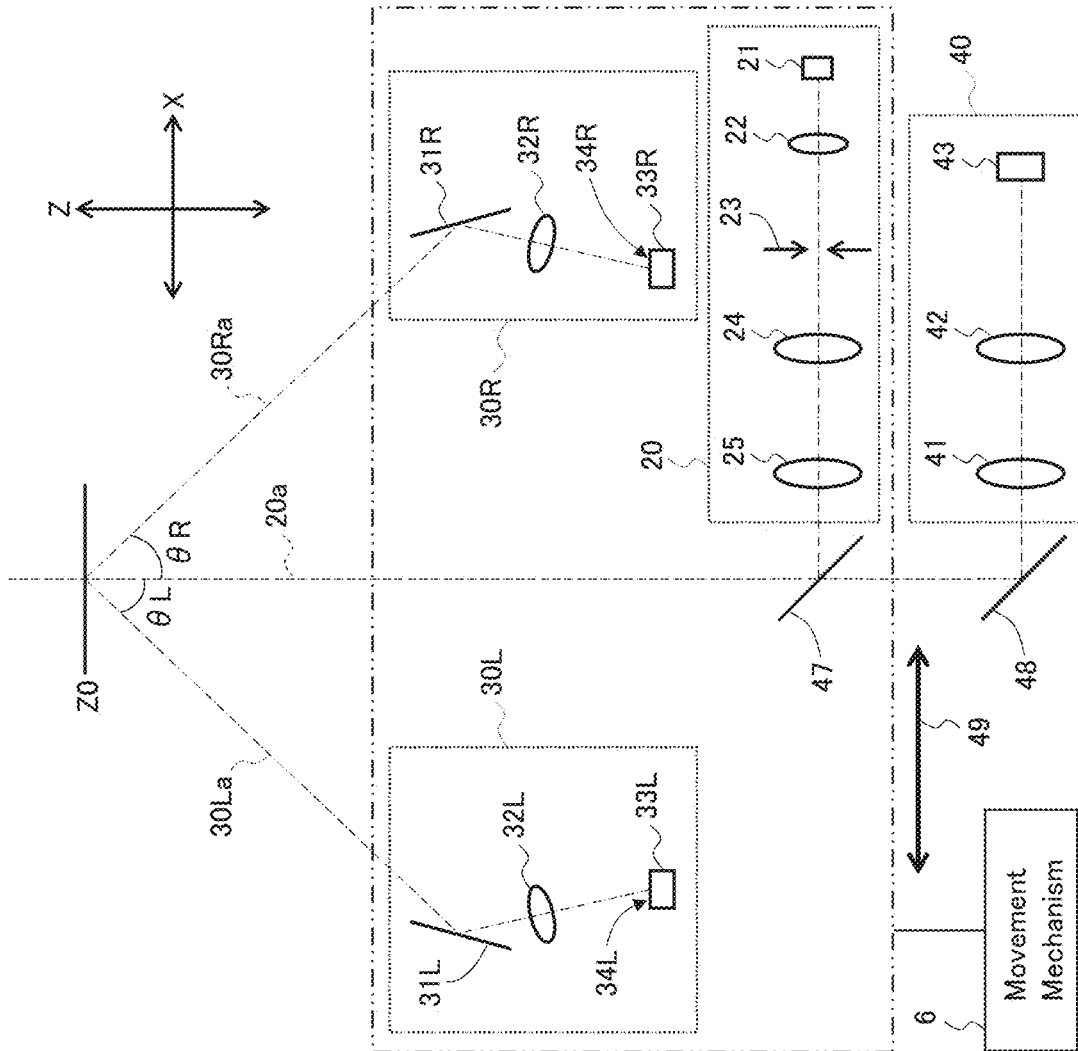 Z
X
Z0
θL
θR
30La
20a
30Ra
30L
30R
31L
32L
33L
34L
31R
32R
34R
33R
20
21
22
23
24
25
40
41
42
43
47
48
49
6
Movement
Mechanism